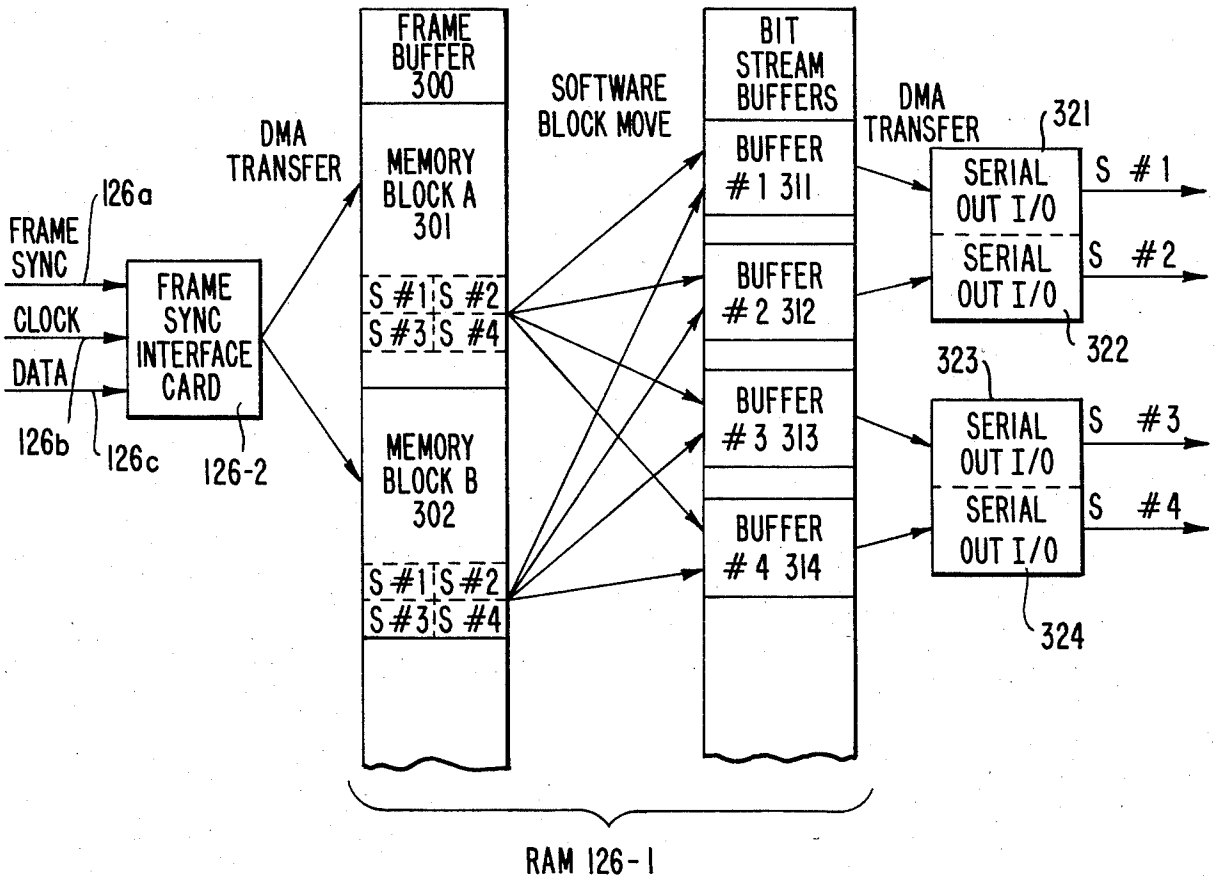 FRAME
BUFFER
300
BIT
STREAM
BUFFERS
SOFTWARE
BLOCK MOVE
DMA
TRANSFER
DMA
TRANSFER
321
MEMORY
BLOCK A
301
BUFFER
#1 311
SERIAL
OUT I/O
S #1
126a
FRAME
SYNC
CLOCK
DATA
126b
126c
FRAME
SYNC
INTERFACE
CARD
126-2
S #1 S #2
S #3 S #4
BUFFER
#2 312
SERIAL
OUT I/O
S #2
322
323
MEMORY
BLOCK B
302
BUFFER
#3 313
SERIAL
OUT I/O
S #3
S #1 S #2
S #3 S #4
BUFFER
#4 314
SERIAL
OUT I/O
S #4
324
RAM 126-1